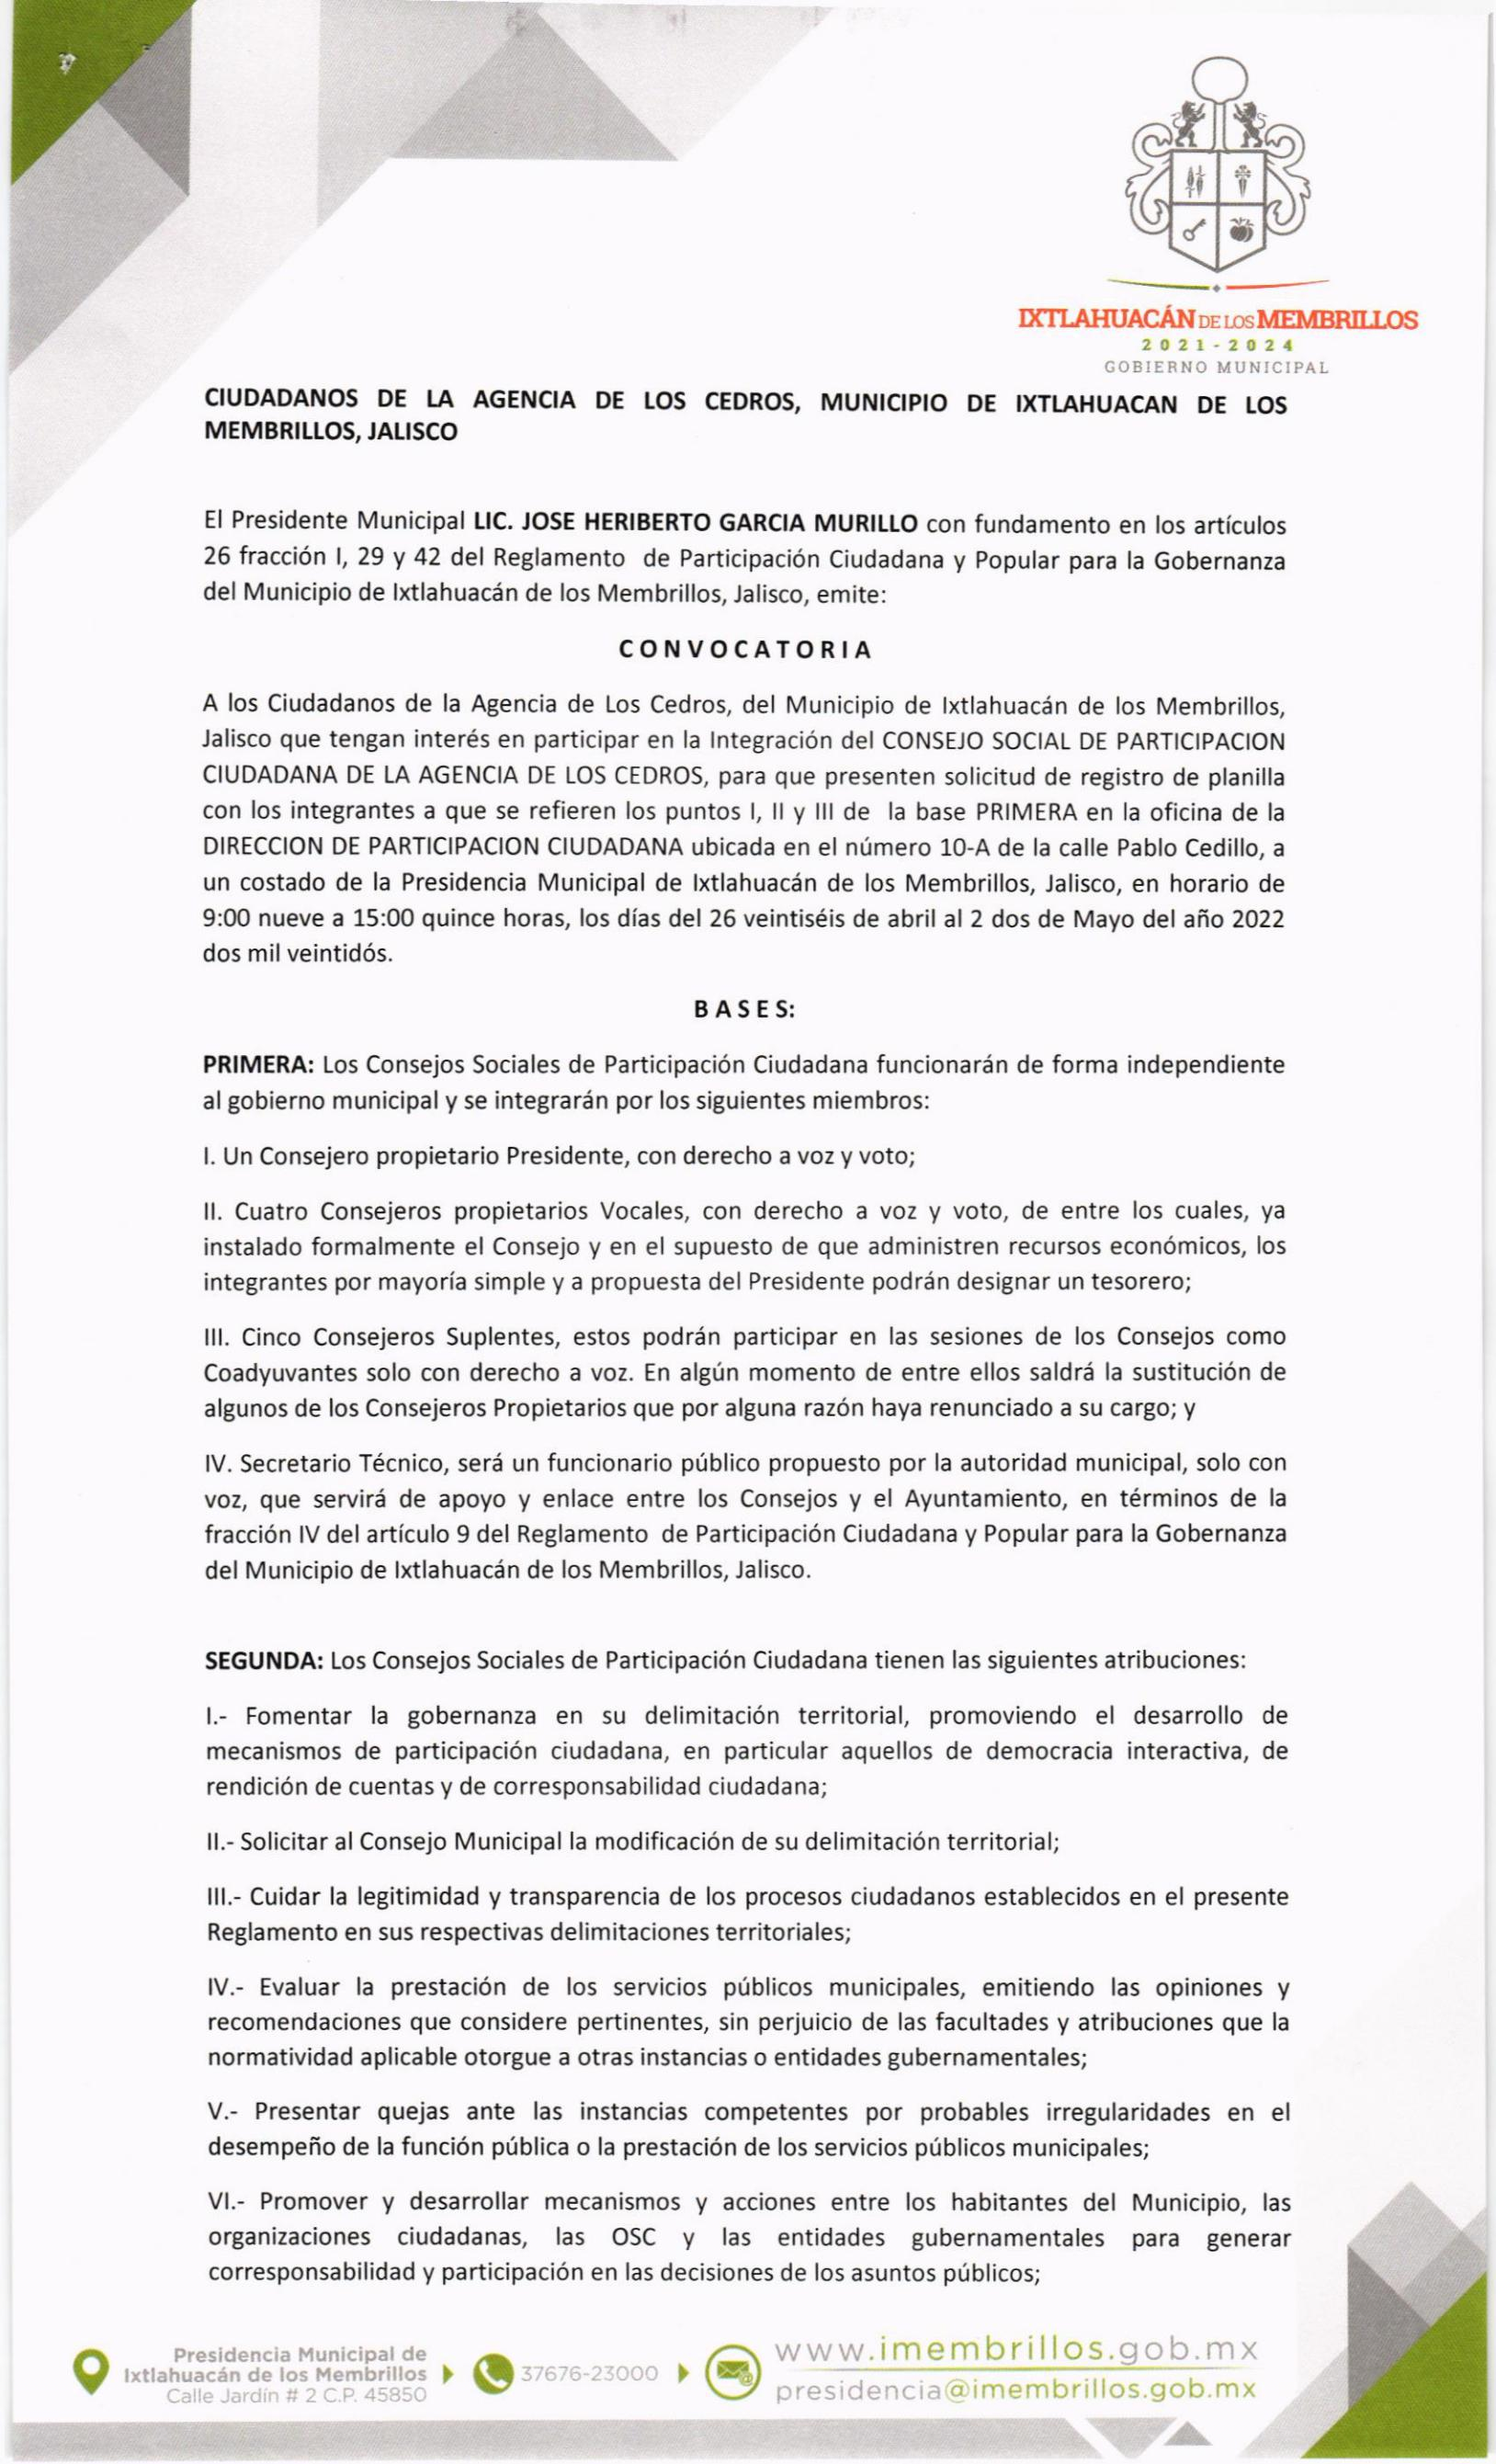 IXTLAHUACÁN DE LOS MEMBRILLOS
2021-2024
GOBIERNO MUNICIPAL
CIUDADANOS DE LA AGENCIA DE LOS CEDROS, MUNICIPIO DE IXTLAHUACAN DE LOS
MEMBRILLOS, JALISCO
El Presidente Municipal LIC. JOSE HERIBERTO GARCIA MURILLO con fundamento en los artículos
26 fracción I, 29 y 42 del Reglamento de Participación Ciudadana y Popular para la Gobernanza
del Municipio de Ixtlahuacán de los Membrillos, Jalisco, emite:
C O N V O C A T O R I A
A los Ciudadanos de la Agencia de Los Cedros, del Municipio de Ixtlahuacán de los Membrillos,
Jalisco que tengan interés en participar en la Integración del CONSEJO SOCIAL DE PARTICIPACION
CIUDADANA DE LA AGENCIA DE LOS CEDROS, para que presenten solicitud de registro de planilla
con los integrantes a que se refieren los puntos I, II y III de la base PRIMERA en la oficina de la
DIRECCION DE PARTICIPACION CIUDADANA ubicada en el número 10-A de la calle Pablo Cedillo, a
un costado de la Presidencia Municipal de Ixtlahuacán de los Membrillos, Jalisco, en horario de
9:00 nueve a 15:00 quince horas, los días del 26 veintiséis de abril al 2 dos de Mayo del año 2022
dos mil veintidós.
B A S E S:
PRIMERA: Los Consejos Sociales de Participación Ciudadana funcionarán de forma independiente
al gobierno municipal y se integrarán por los siguientes miembros:
I. Un Consejero propietario Presidente, con derecho a voz y voto;
II. Cuatro Consejeros propietarios Vocales, con derecho a voz y voto, de entre los cuales, ya
instalado formalmente el Consejo y en el supuesto de que administren recursos económicos, los
integrantes por mayoría simple y a propuesta del Presidente podrán designar un tesorero;
III. Cinco Consejeros Suplentes, estos podrán participar en las sesiones de los Consejos como
Coadyuvantes solo con derecho a voz. En algún momento de entre ellos saldrá la sustitución de
algunos de los Consejeros Propietarios que por alguna razón haya renunciado a su cargo; y
IV. Secretario Técnico, será un funcionario público propuesto por la autoridad municipal, solo con
voz, que servirá de apoyo y enlace entre los Consejos y el Ayuntamiento, en términos de la
fracción IV del artículo 9 del Reglamento de Participación Ciudadana y Popular para la Gobernanza
del Municipio de Ixtlahuacán de los Membrillos, Jalisco.
SEGUNDA: Los Consejos Sociales de Participación Ciudadana tienen las siguientes atribuciones:
I.- Fomentar la gobernanza en su delimitación territorial, promoviendo el desarrollo de
mecanismos de participación ciudadana, en particular aquellos de democracia interactiva, de
rendición de cuentas y de corresponsabilidad ciudadana;
II.- Solicitar al Consejo Municipal la modificación de su delimitación territorial;
III.- Cuidar la legitimidad y transparencia de los procesos ciudadanos establecidos en el presente
Reglamento en sus respectivas delimitaciones territoriales;
IV.- Evaluar la prestación de los servicios públicos municipales, emitiendo las opiniones y
recomendaciones que considere pertinentes, sin perjuicio de las facultades y atribuciones que la
normatividad aplicable otorgue a otras instancias o entidades gubernamentales;
V.- Presentar quejas ante las instancias competentes por probables irregularidades en el
desempeño de la función pública o la prestación de los servicios públicos municipales;
VI.- Promover y desarrollar mecanismos y acciones entre los habitantes del Municipio, las
organizaciones ciudadanas, las OSC y las entidades gubernamentales para generar
corresponsabilidad y participación en las decisiones de los asuntos públicos;
Presidencia Municipal de
Ixtlahuacán de los Membrillos
Calle Jardín # 2 C.P. 45850
37676-23000
www.imembrillos.gob.mx
presidencia@imembrillos.gob.mx